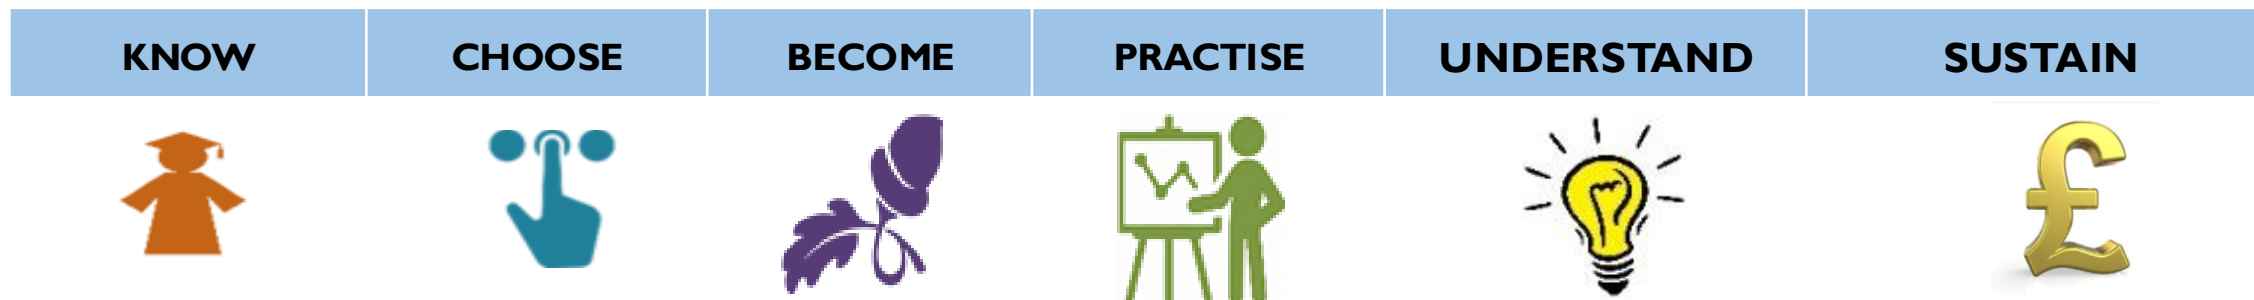 KNOW CHOOSE BECOME PRACTISE UNDERSTAND SUSTAIN